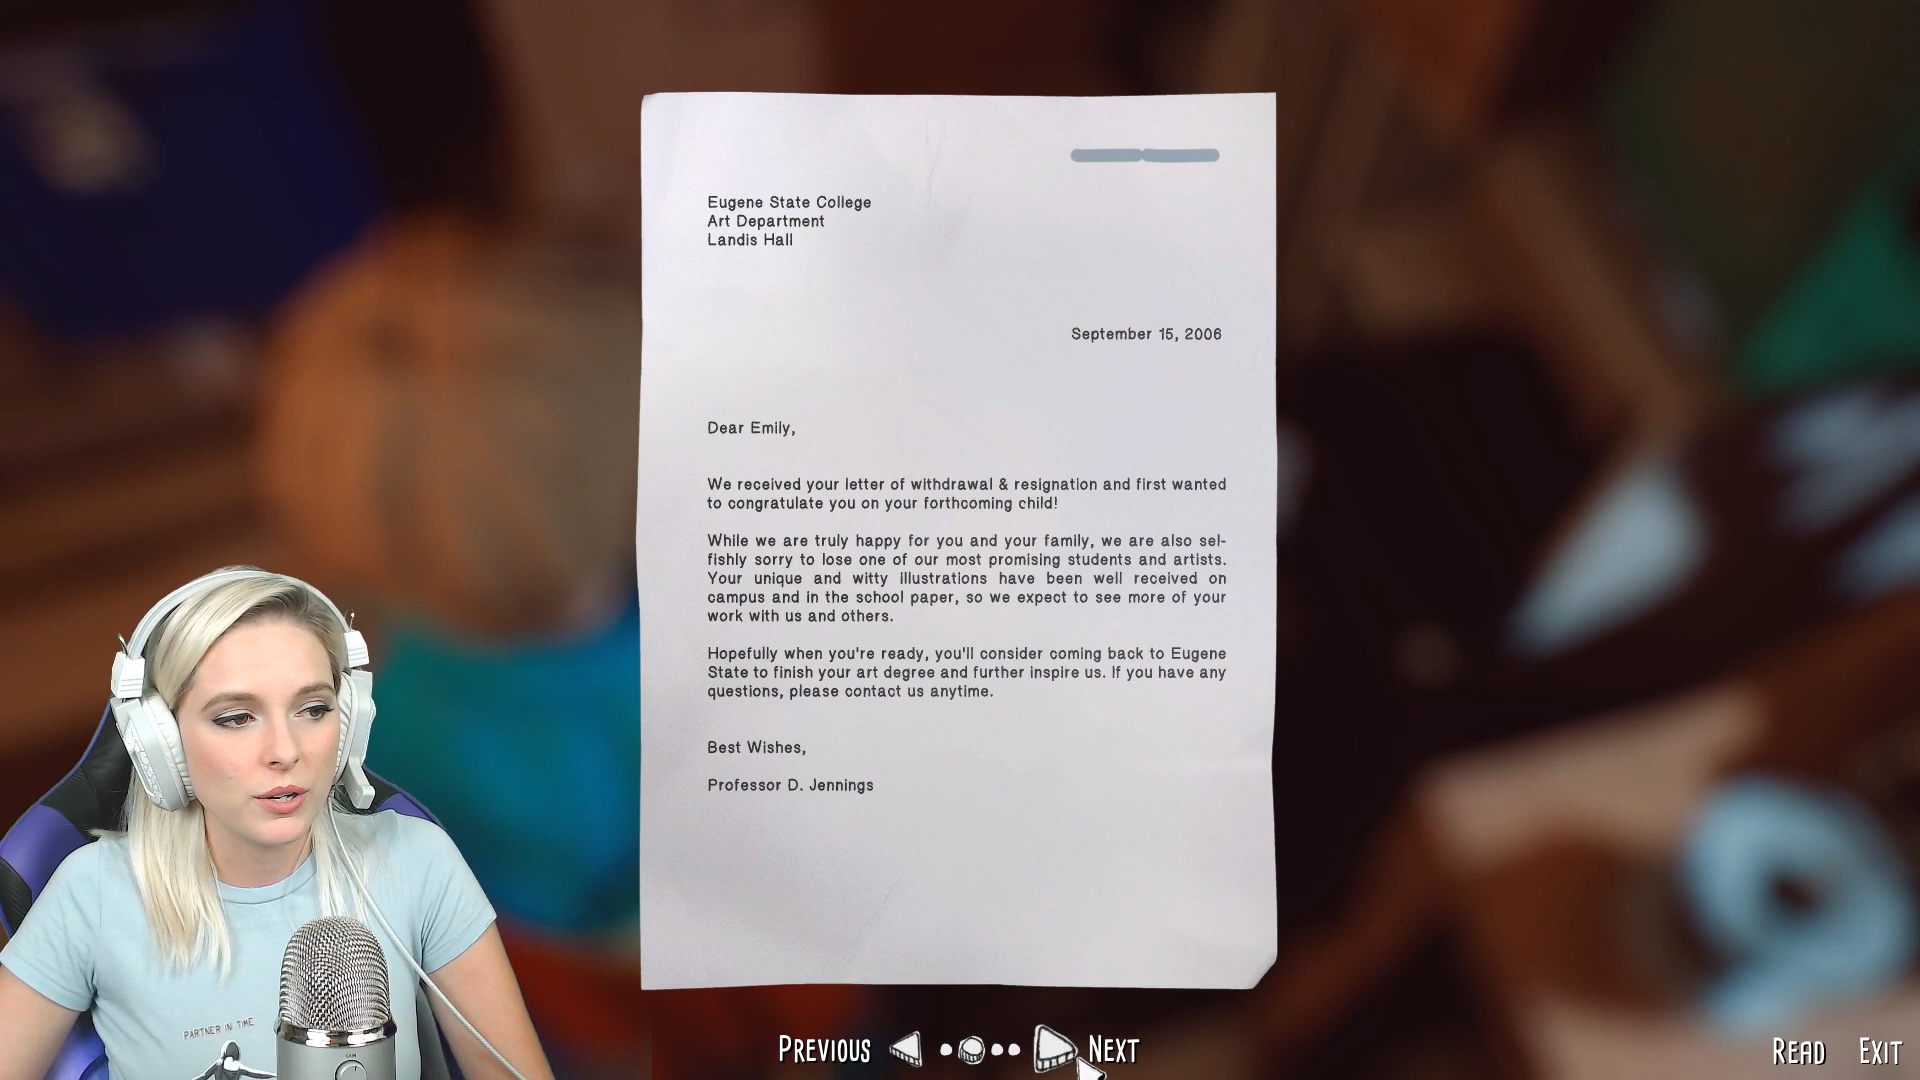 Eugene State College
Art Department
Landis Hall
September 15, 2006
Dear Emily,
We received your letter of withdrawal & resignation and first wanted
to congratulate you on your forthcoming child!
While we are truly happy for you and your family, we are also sel-
fishly sorry to lose one of our most promising students and artists.
Your unique and witty illustrations have been well received on
campus and in the school paper, so we expect to see more of your
work with us and others.
Hopefully when you're ready, you'll consider coming back to Eugene
State to finish your art degree and further inspire us. If you have any
questions, please contact us anytime.
Best Wishes,
Professor D. Jennings
PARTNER IN TIME
GAIN
PREVIOUS
NEXT
READ
EXIT